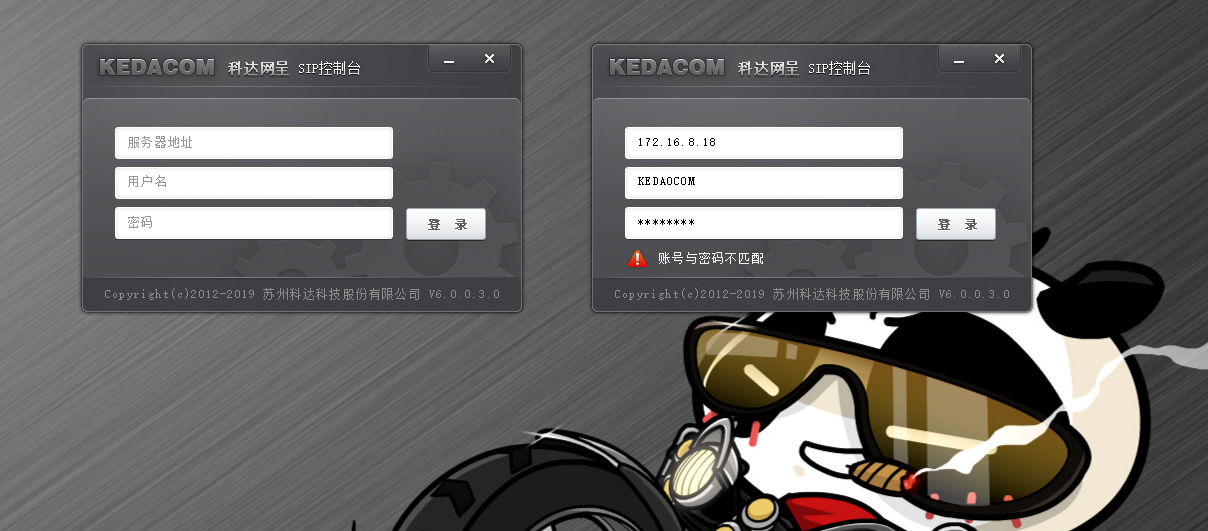 KEDACOM 科达网呈 SIP控制台
服务器地址
用户名
密码
登 录
Copyright(c)2012-2019 苏州科达科技股份有限公司 V6.0.0.3.0
KEDACOM 科达网呈 SIP控制台
172.16.8.18
KEDAOCOM
********
登 录
账号与密码不匹配
Copyright(c)2012-2019 苏州科达科技股份有限公司 V6.0.0.3.0